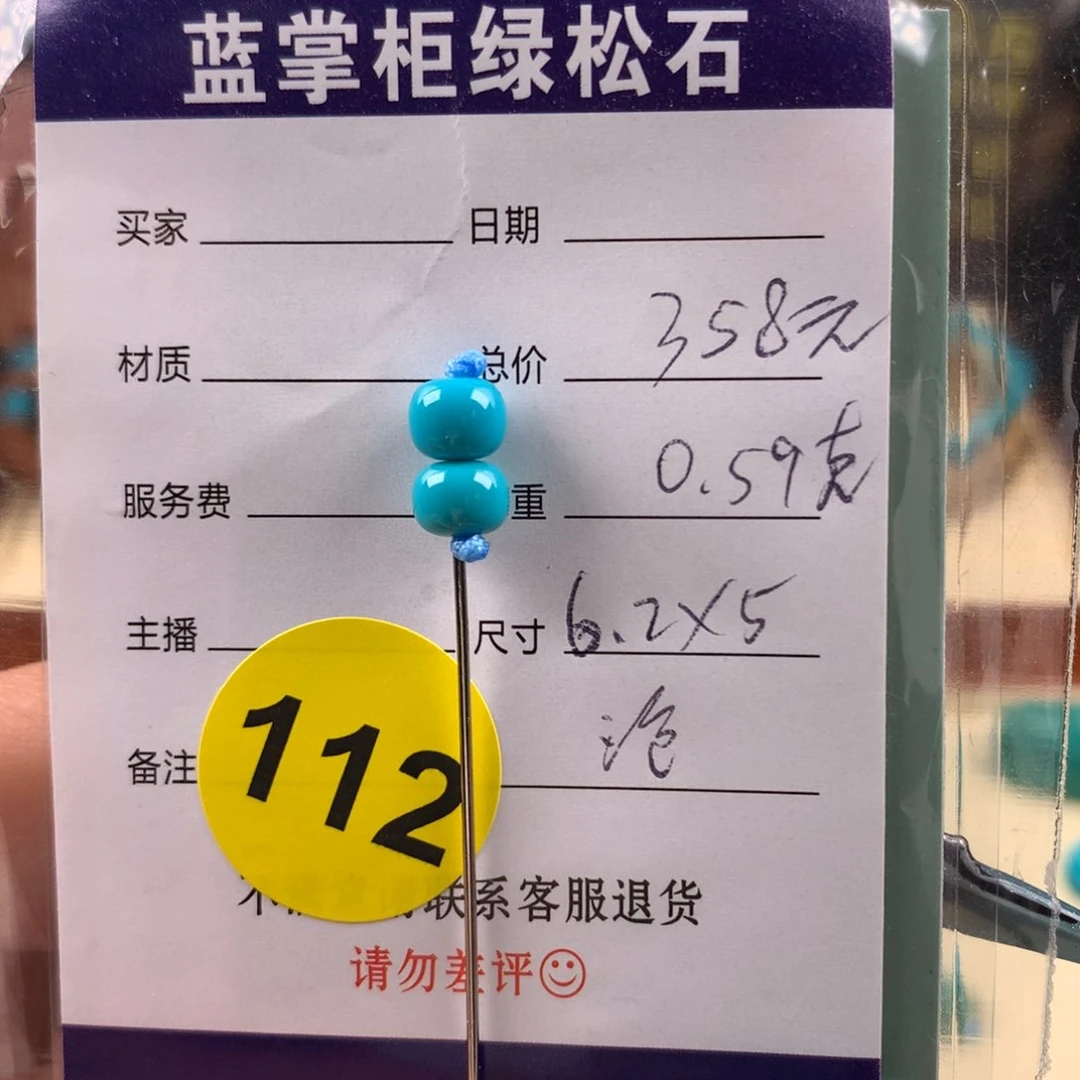 蓝掌柜绿松石
买家 日期
材质 总价 358元
服务费 重 0.59克
主播 尺寸 6.2×5
备注
112
联系客服退货
请勿差评